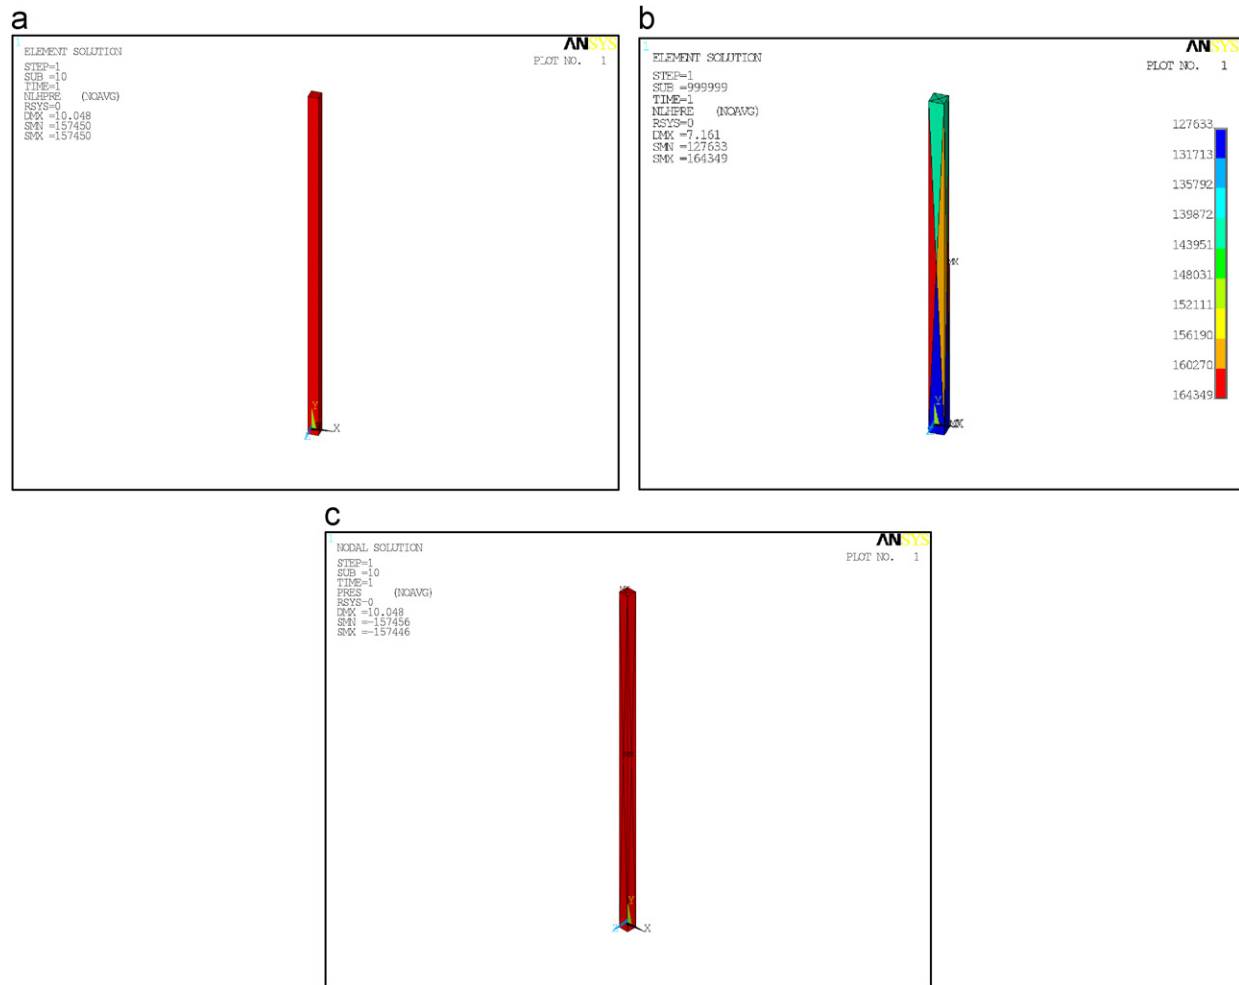 a
1
ANSYS
ELEMENT SOLUTION
PLOT NO. 1
STEP=1
SUB =10
TIME=1
NLHPRE (NOAVG)
RSYS=0
DMX =10.048
SMN =157450
SMX =157450
Y
Z X
b
1
ANSYS
ELEMENT SOLUTION
PLOT NO. 1
STEP=1
SUB =999999
TIME=1
NLHPRE (NOAVG)
RSYS=0
DMX =7.161
SMN =127633
SMX =164349
127633
131713
135792
139872
143951
148031
152111
156190
160270
164349
MX
Y
Z
c
1
ANSYS
NODAL SOLUTION
PLOT NO. 1
STEP=1
SUB =10
TIME=1
PRES (NOAVG)
RSYS=0
DMX =10.048
SMN =-157456
SMX =-157446
Y
Z X